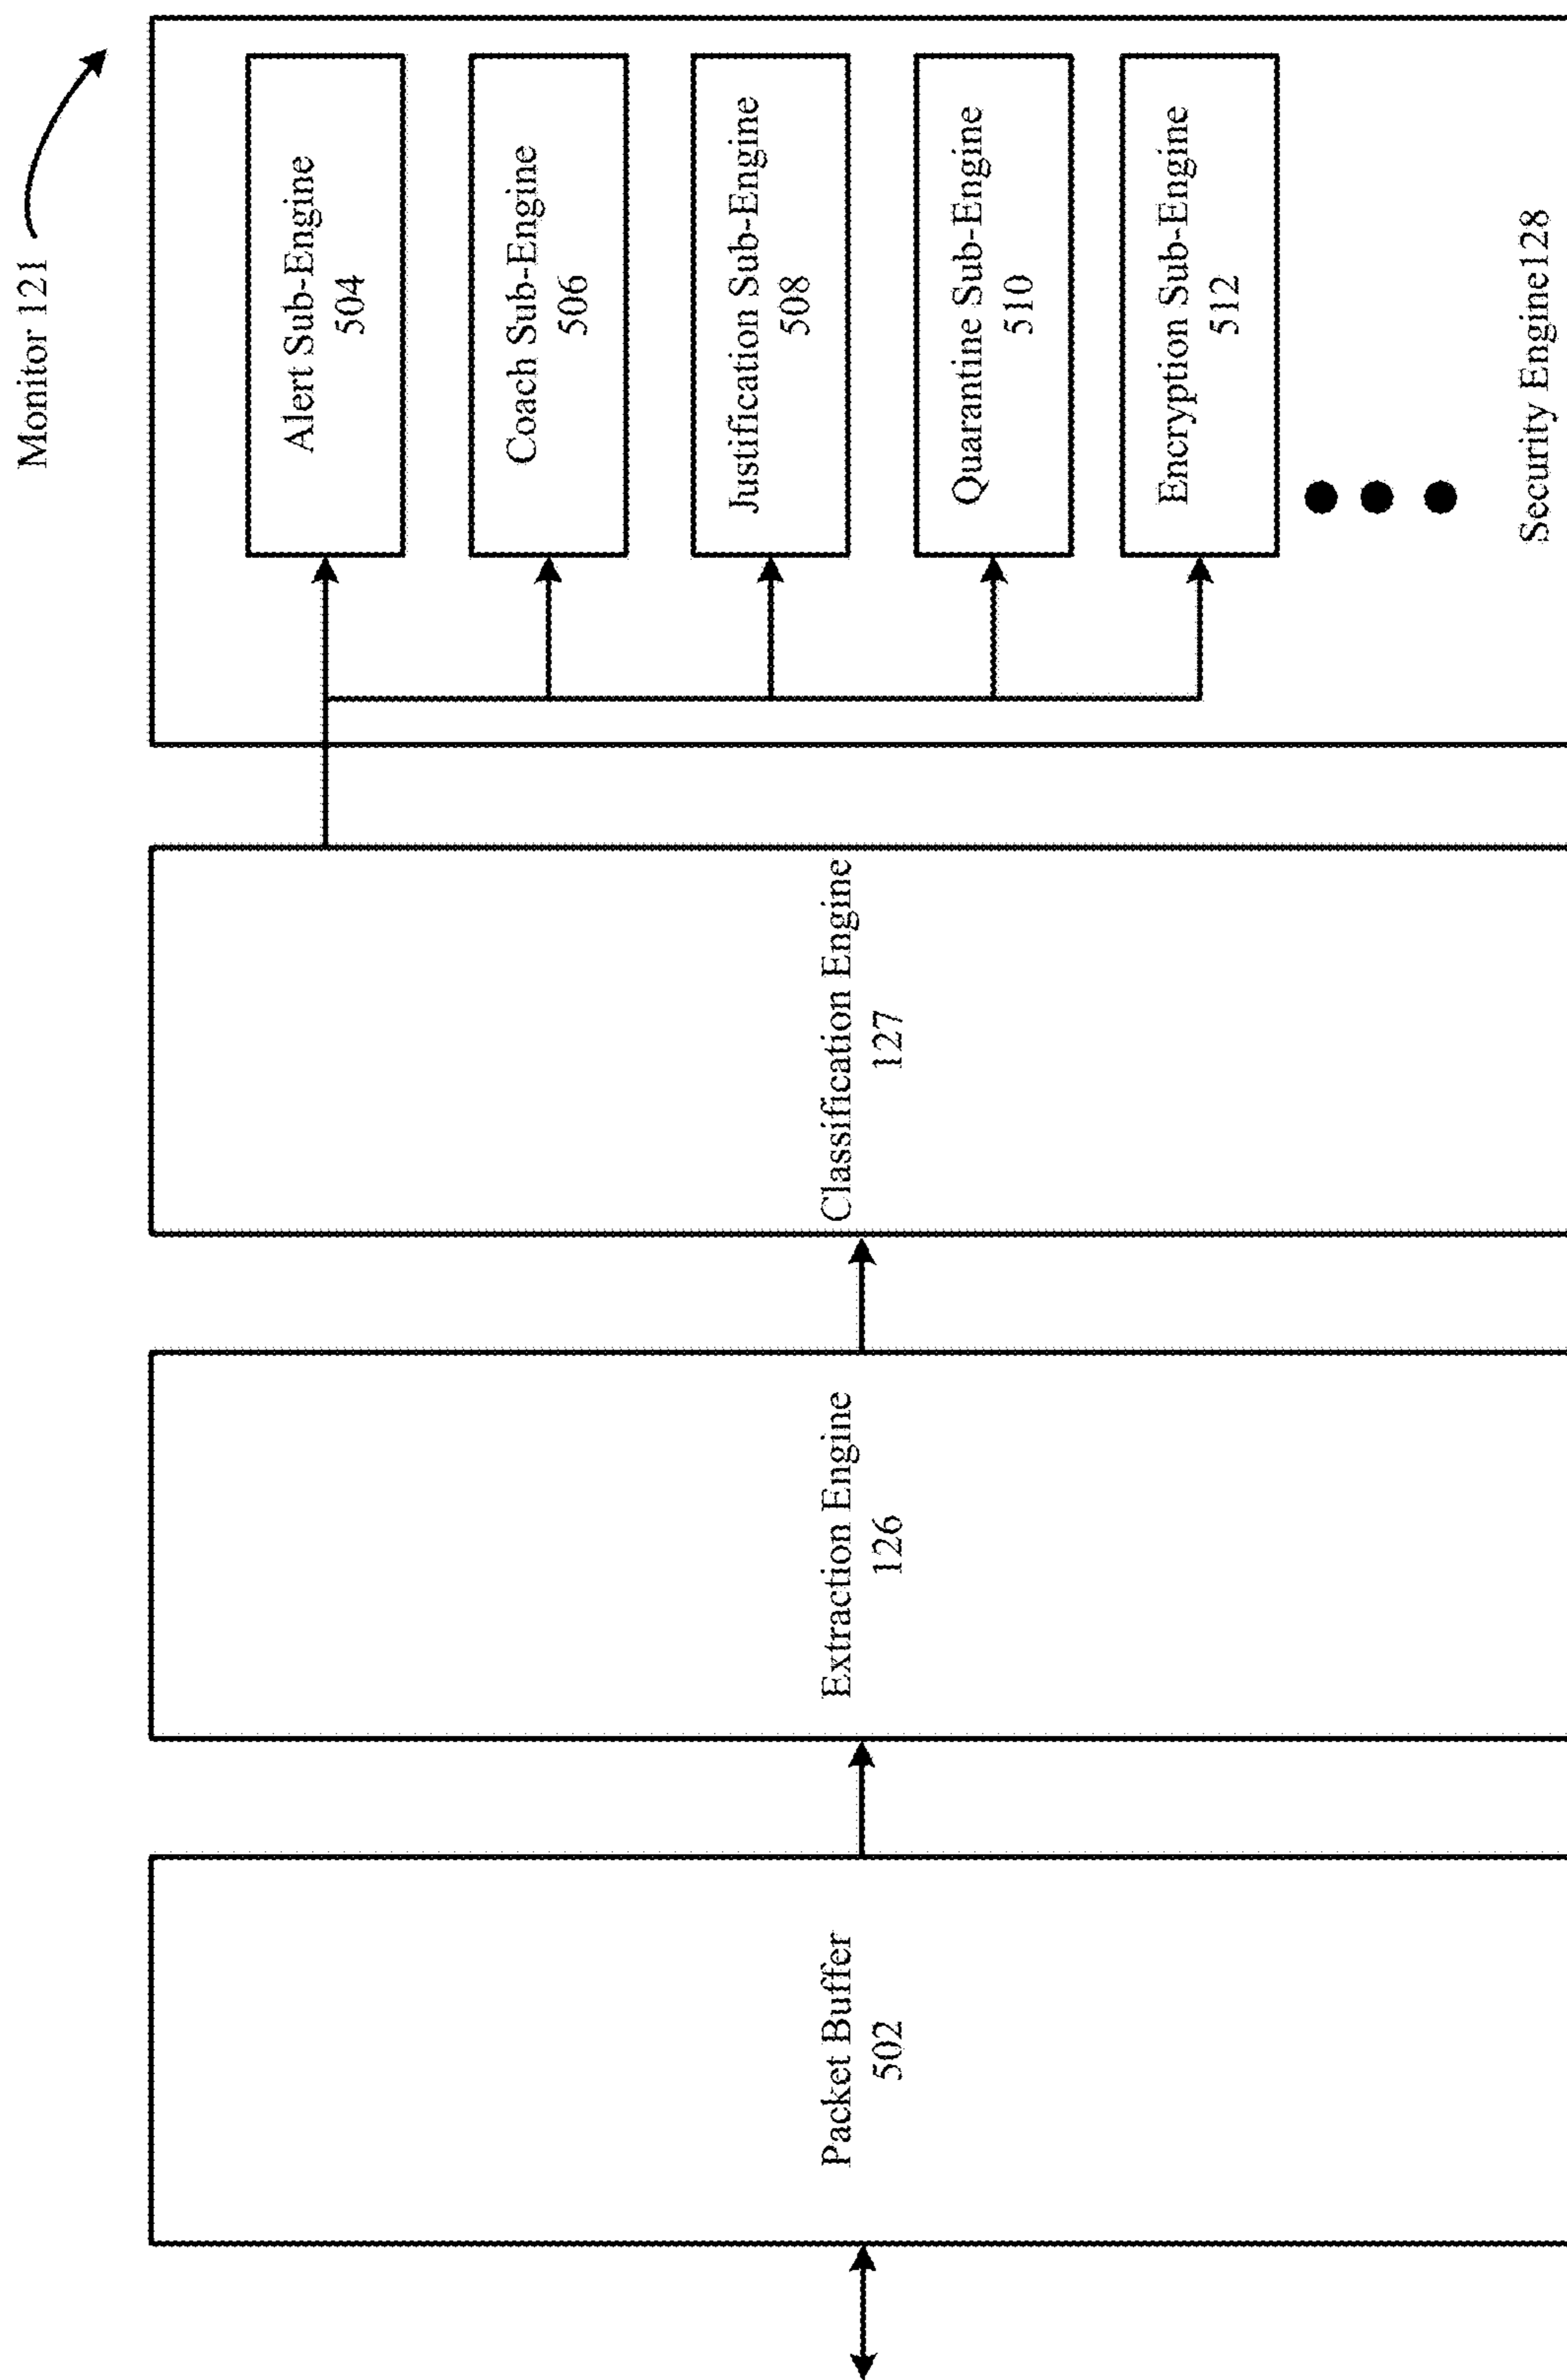 Monitor 121
Packet Buffer
502
Extraction Engine
126
Classification Engine
127
Alert Sub-Engine
504
Coach Sub-Engine
506
Justification Sub-Engine
508
Quarantine Sub-Engine
510
Encryption Sub-Engine
512
Security Engine128